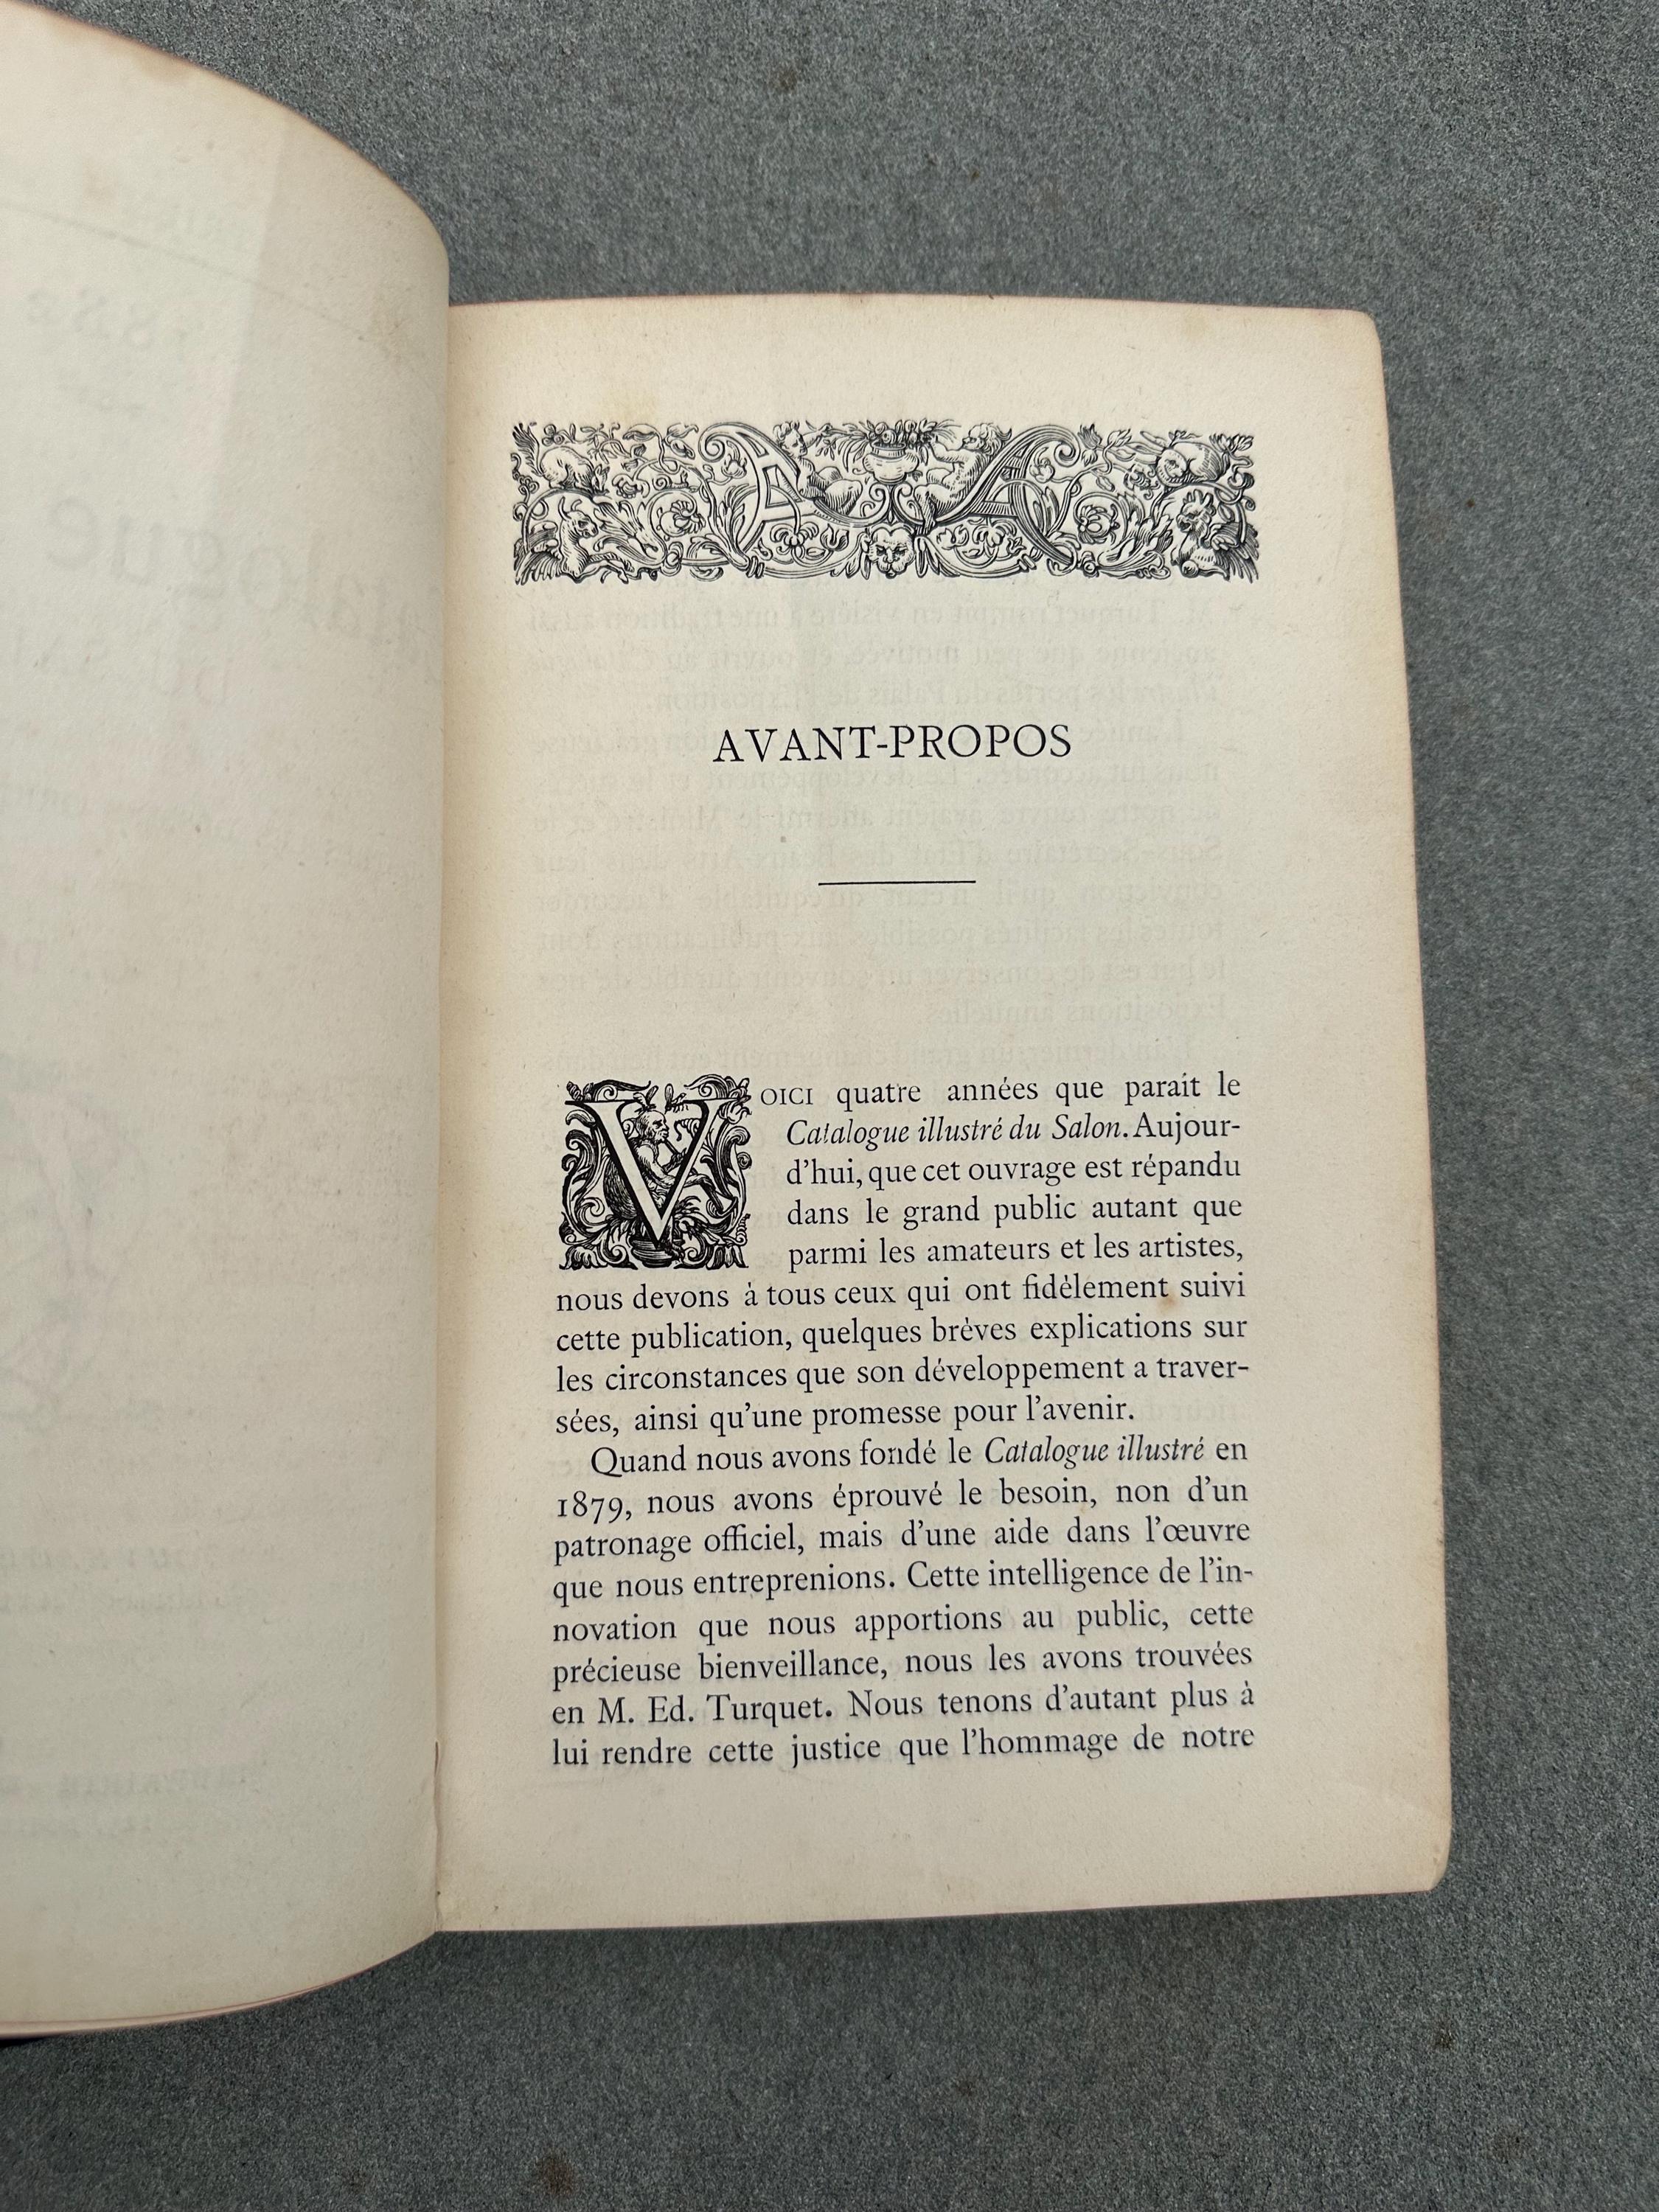 AVANT-PROPOS
VOICI quatre années que paraît le
Catalogue illustré du Salon. Aujour-
d'hui, que cet ouvrage est répandu
dans le grand public autant que
parmi les amateurs et les artistes,
nous devons à tous ceux qui ont fidèlement suivi
cette publication, quelques brèves explications sur
les circonstances que son développement a traver-
sées, ainsi qu'une promesse pour l'avenir.
Quand nous avons fondé le Catalogue illustré en
1879, nous avons éprouvé le besoin, non d'un
patronage officiel, mais d'une aide dans l'œuvre
que nous entreprenions. Cette intelligence de l'in-
novation que nous apportions au public, cette
précieuse bienveillance, nous les avons trouvées
en M. Ed. Turquet. Nous tenons d'autant plus à
lui rendre cette justice que l'hommage de notre